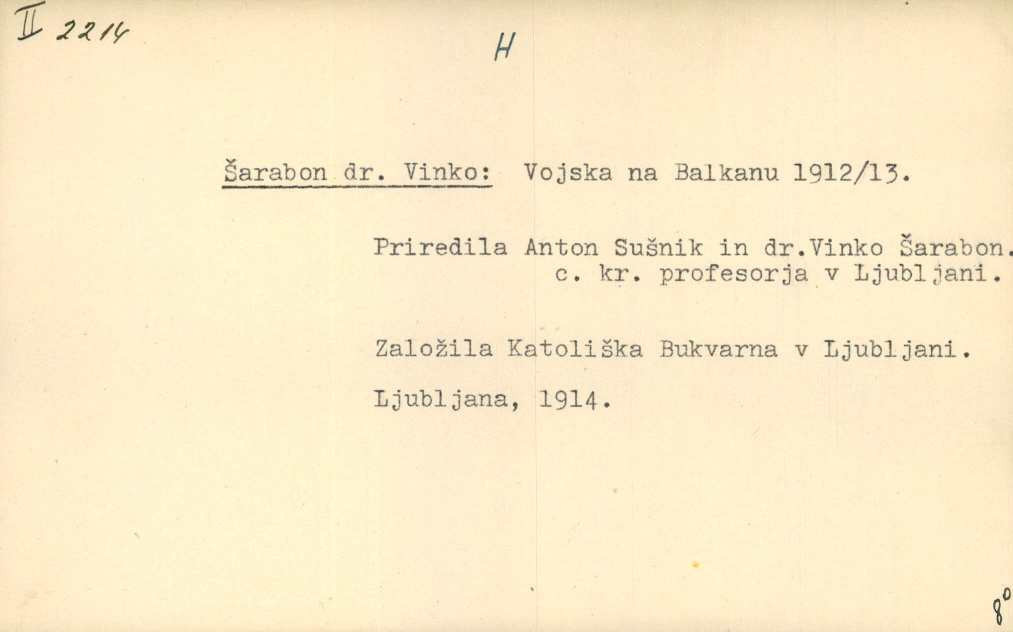 II 2214
H
Šarabon dr. Vinko: Vojska na Balkanu 1912/13.
Priredila Anton Sušnik in dr.Vinko Šarabon.
c. kr. profesorja v Ljubljani.
Založila Katoliška Bukvarna v Ljubljani.
Ljubljana, 1914.
8°